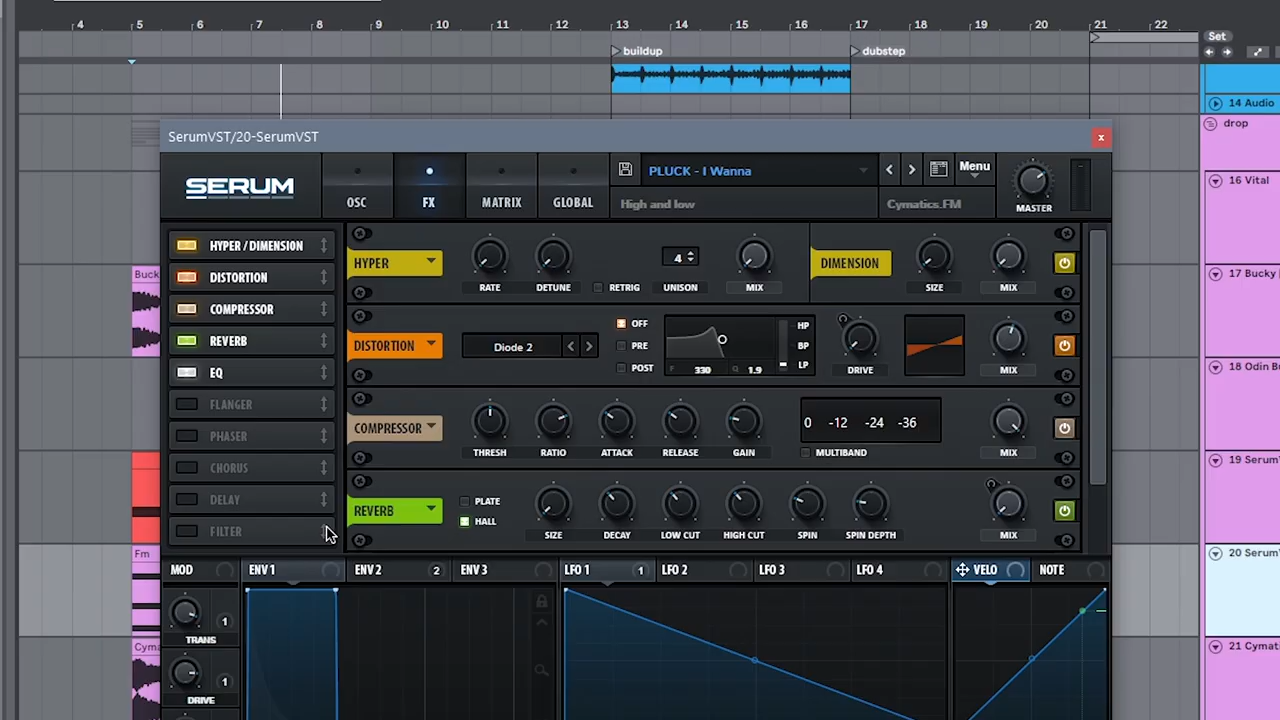 4 5 6 7 8 9 10 11 12 13 14 15 16 17 18 19 20 21 22
Set
buildup
dubstep
14 Audio
drop
SerumVST/20-SerumVST
x
SERUM
OSC FX MATRIX GLOBAL
PLUCK - I Wanna
High and low
Cymatics.FM
Menu
MASTER
16 Vital
HYPER / DIMENSION
DISTORTION
COMPRESSOR
REVERB
EQ
FLANGER
PHASER
CHORUS
DELAY
FILTER
HYPER
RATE DETUNE RETRIG 4 UNISON MIX
DIMENSION
SIZE MIX
DISTORTION
Diode 2
OFF
PRE
POST
F 330 Q 1.9
HP
BP
LP
DRIVE MIX
COMPRESSOR
THRESH RATIO ATTACK RELEASE GAIN
0 -12 -24 -36
MULTIBAND
MIX
REVERB
PLATE
HALL
SIZE DECAY LOW CUT HIGH CUT SPIN SPIN DEPTH MIX
MOD ENV 1 ENV 2 2 ENV 3 LFO 1 1 LFO 2 LFO 3 LFO 4 VELO NOTE
TRANS 1
DRIVE 1
Buck
Fm
Cyma
17 Bucky
18 Odin Bu
19 Serum
20 Serum
21 Cymati